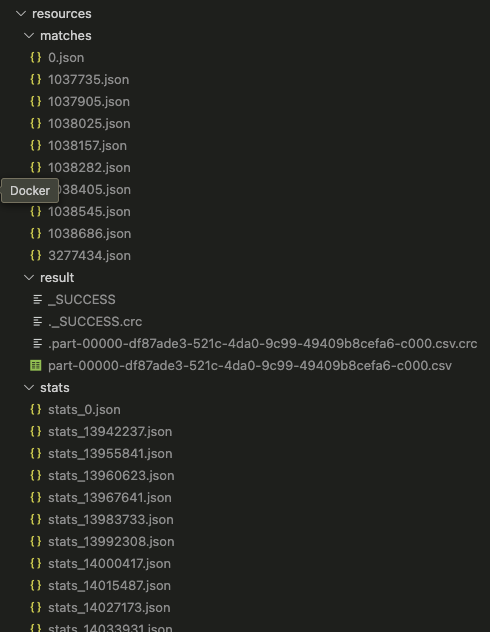 resources
matches
0.json
1037735.json
1037905.json
1038025.json
1038157.json
1038282.json
Docker
038405.json
1038545.json
1038686.json
3277434.json
result
_SUCCESS
._SUCCESS.crc
.part-00000-df87ade3-521c-4da0-9c99-49409b8cefa6-c000.csv.crc
part-00000-df87ade3-521c-4da0-9c99-49409b8cefa6-c000.csv
stats
stats_0.json
stats_13942237.json
stats_13955841.json
stats_13960623.json
stats_13967641.json
stats_13983733.json
stats_13992308.json
stats_14000417.json
stats_14015487.json
stats_14027173.json
stats_14033931.json